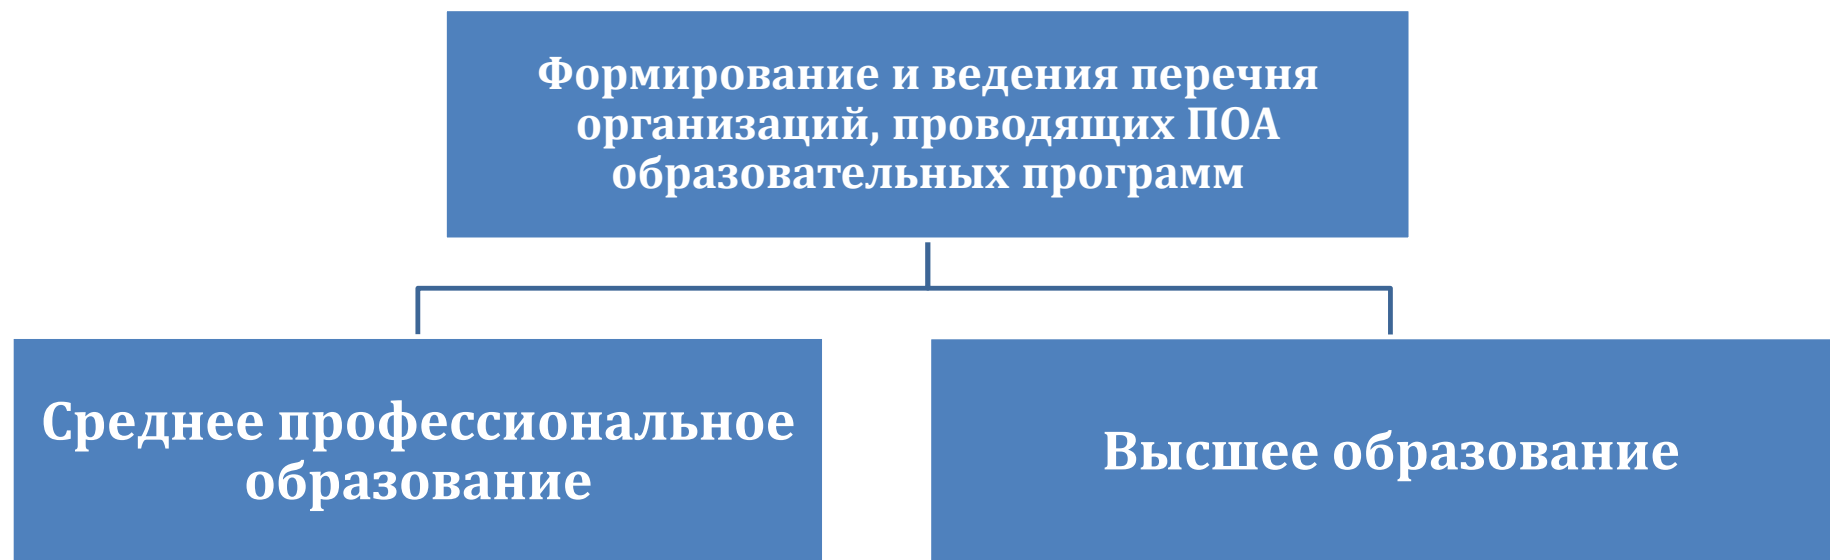 Формирование и ведения перечня
организаций, проводящих ПОА
образовательных программ
Среднее профессиональное
образование
Высшее образование